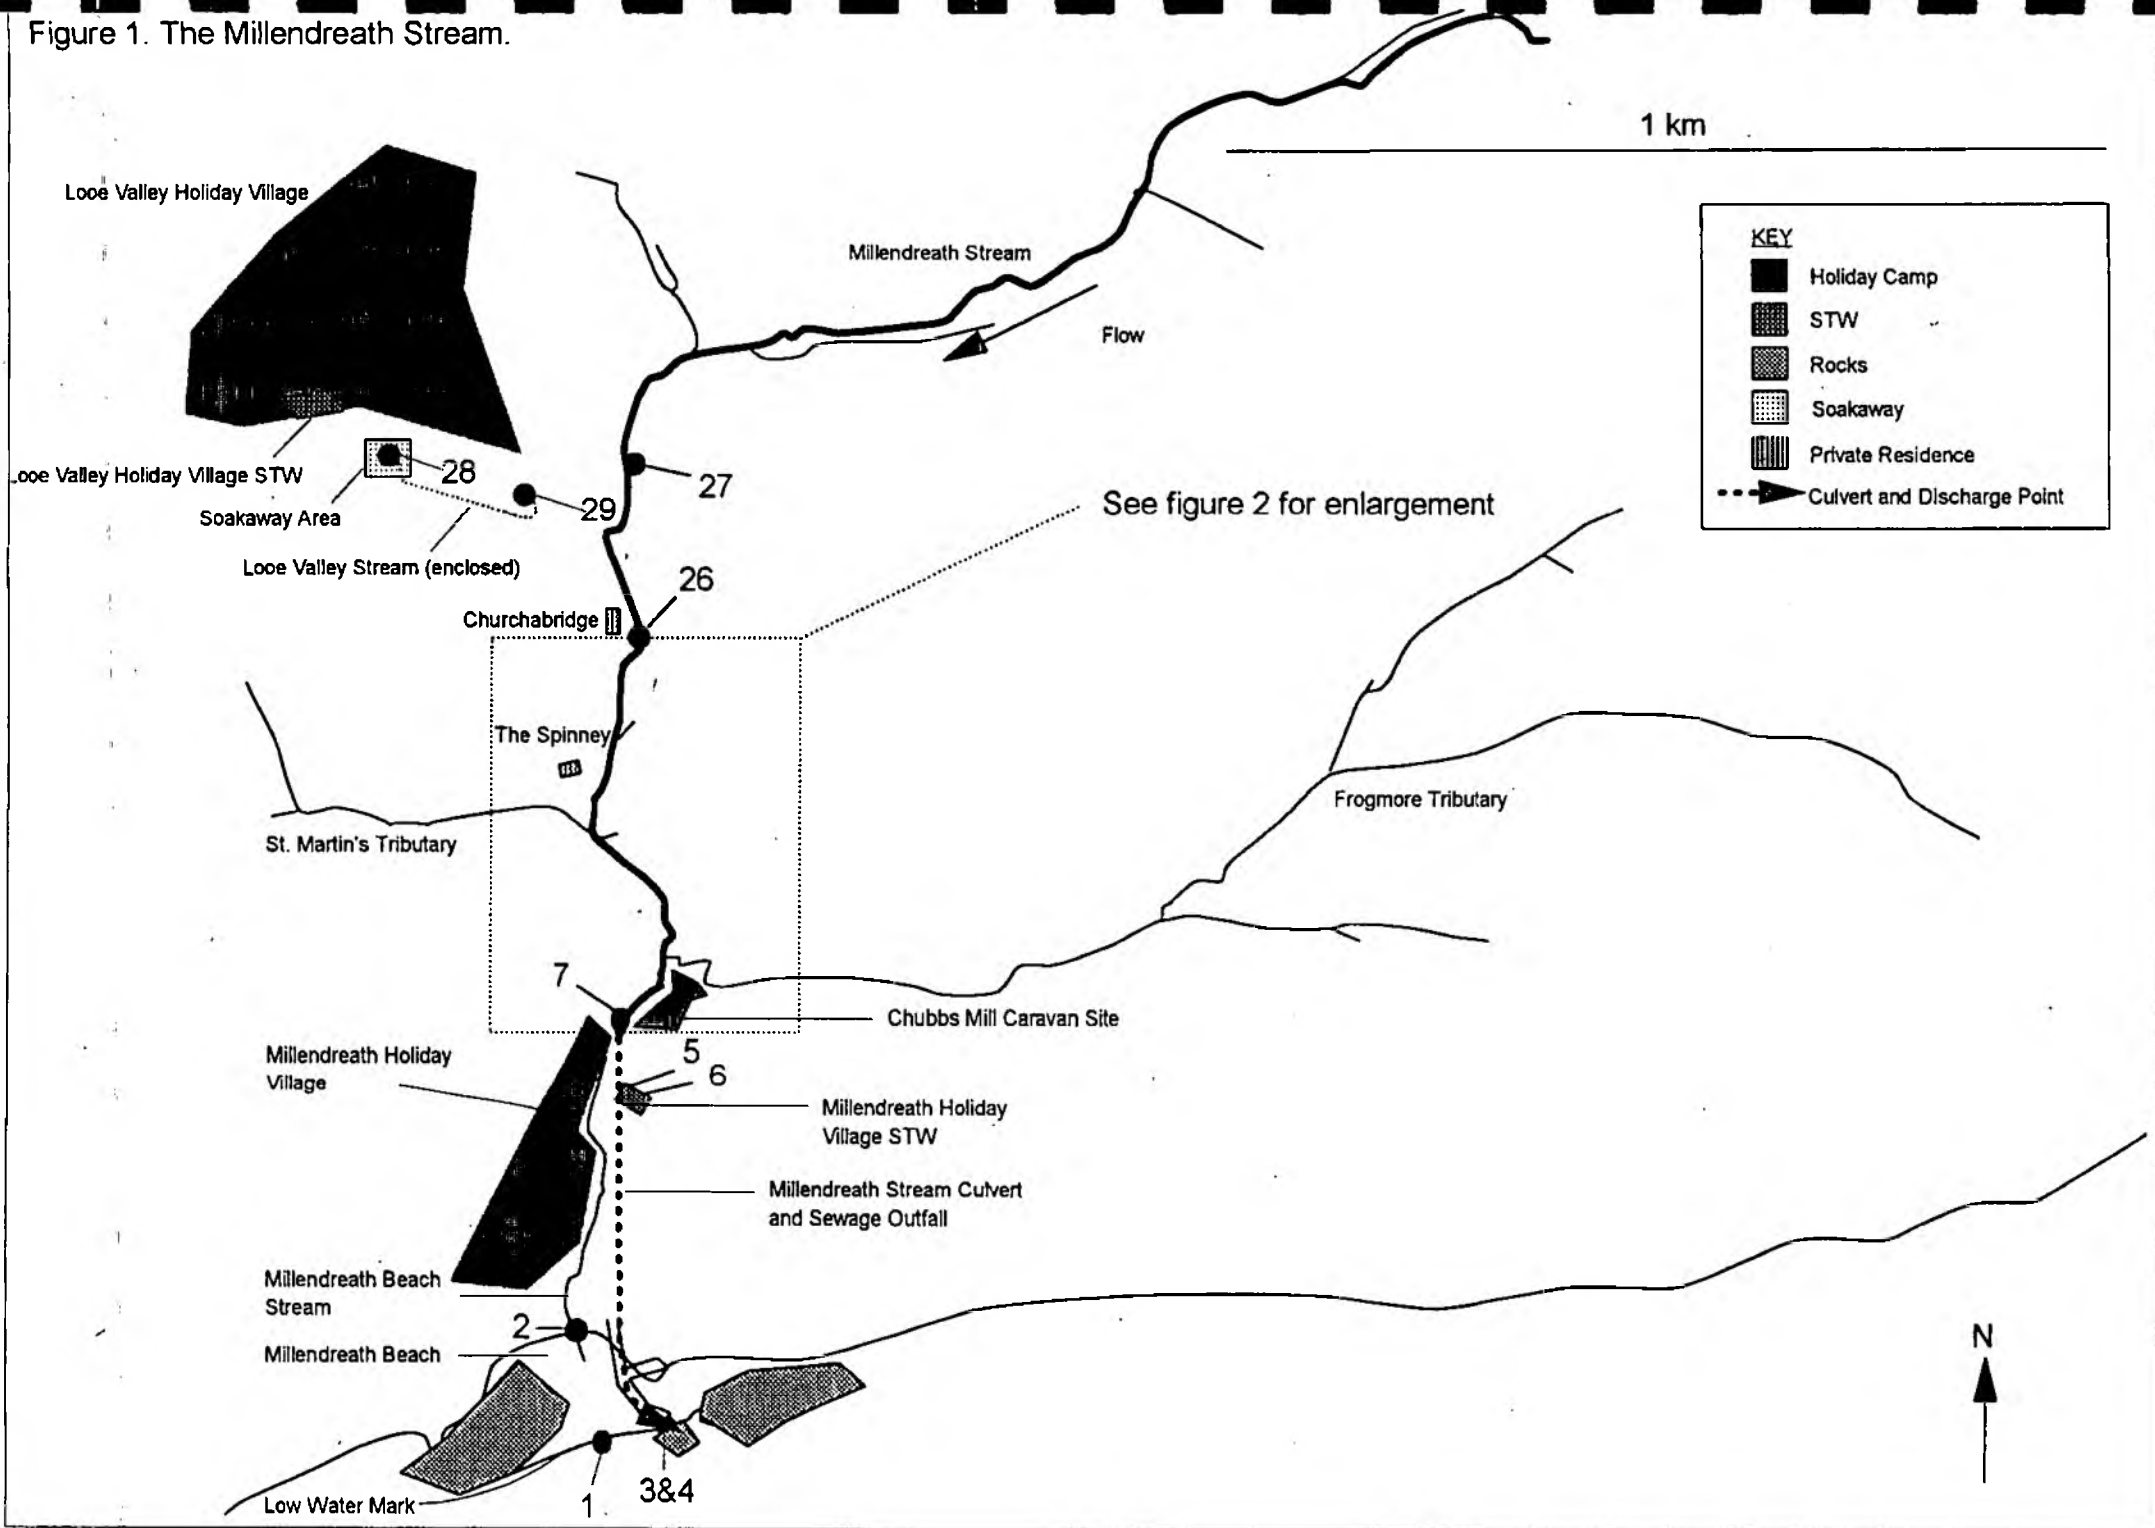 Figure 1. The Millendreath Stream.
1 km
Looe Valley Holiday Village
Millendreath Stream
Flow
KEY
Holiday Camp
STW
Rocks
Soakaway
Private Residence
Culvert and Discharge Point
28
27
ooe Valley Holiday Village STW
29
Soakaway Area
See figure 2 for enlargement
Looe Valley Stream (enclosed)
26
Churchabridge
The Spinney
Frogmore Tributary
St. Martin's Tributary
7
Chubbs Mill Caravan Site
5
6
Millendreath Holiday
Village
Millendreath Holiday
Village STW
Millendreath Stream Culvert
and Sewage Outfall
Millendreath Beach
Stream
2
Millendreath Beach
N
3&4
1
Low Water Mark